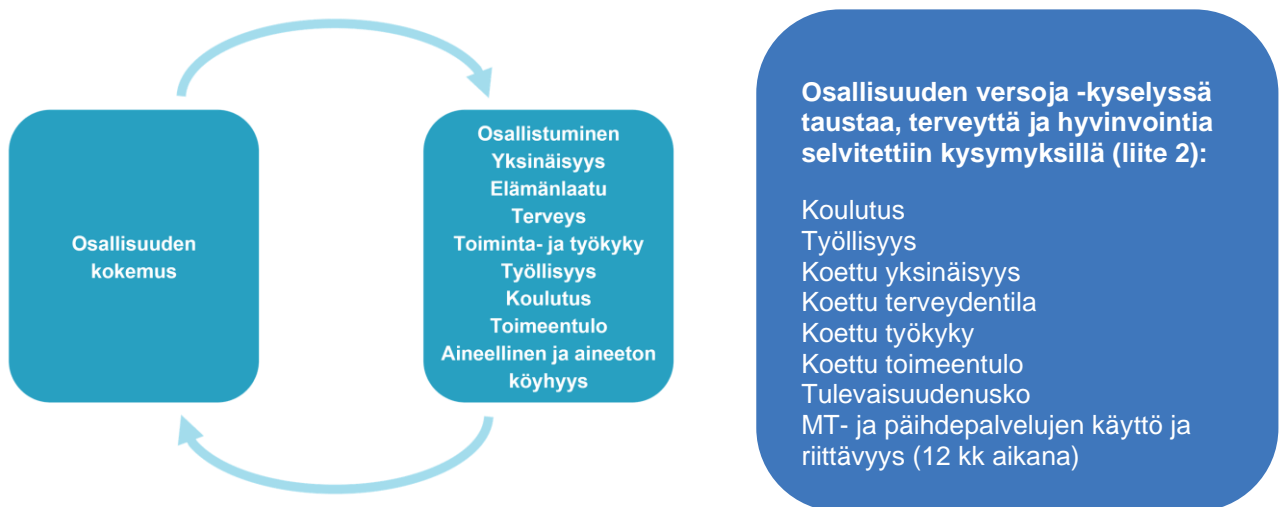 Osallisuuden
kokemus
Osallistuminen
Yksinäisyys
Elämänlaatu
Terveys
Toiminta- ja työkyky
Työllisyys
Koulutus
Toimeentulo
Aineellinen ja aineeton
köyhyys
Osallisuuden versoja -kyselyssä
taustaa, terveyttä ja hyvinvointia
selvitettiin kysymyksillä (liite 2):
Koulutus
Työllisyys
Koettu yksinäisyys
Koettu terveydentila
Koettu työkyky
Koettu toimeentulo
Tulevaisuudenusko
MT- ja päihdepalvelujen käyttö ja
riittävyys (12 kk aikana)